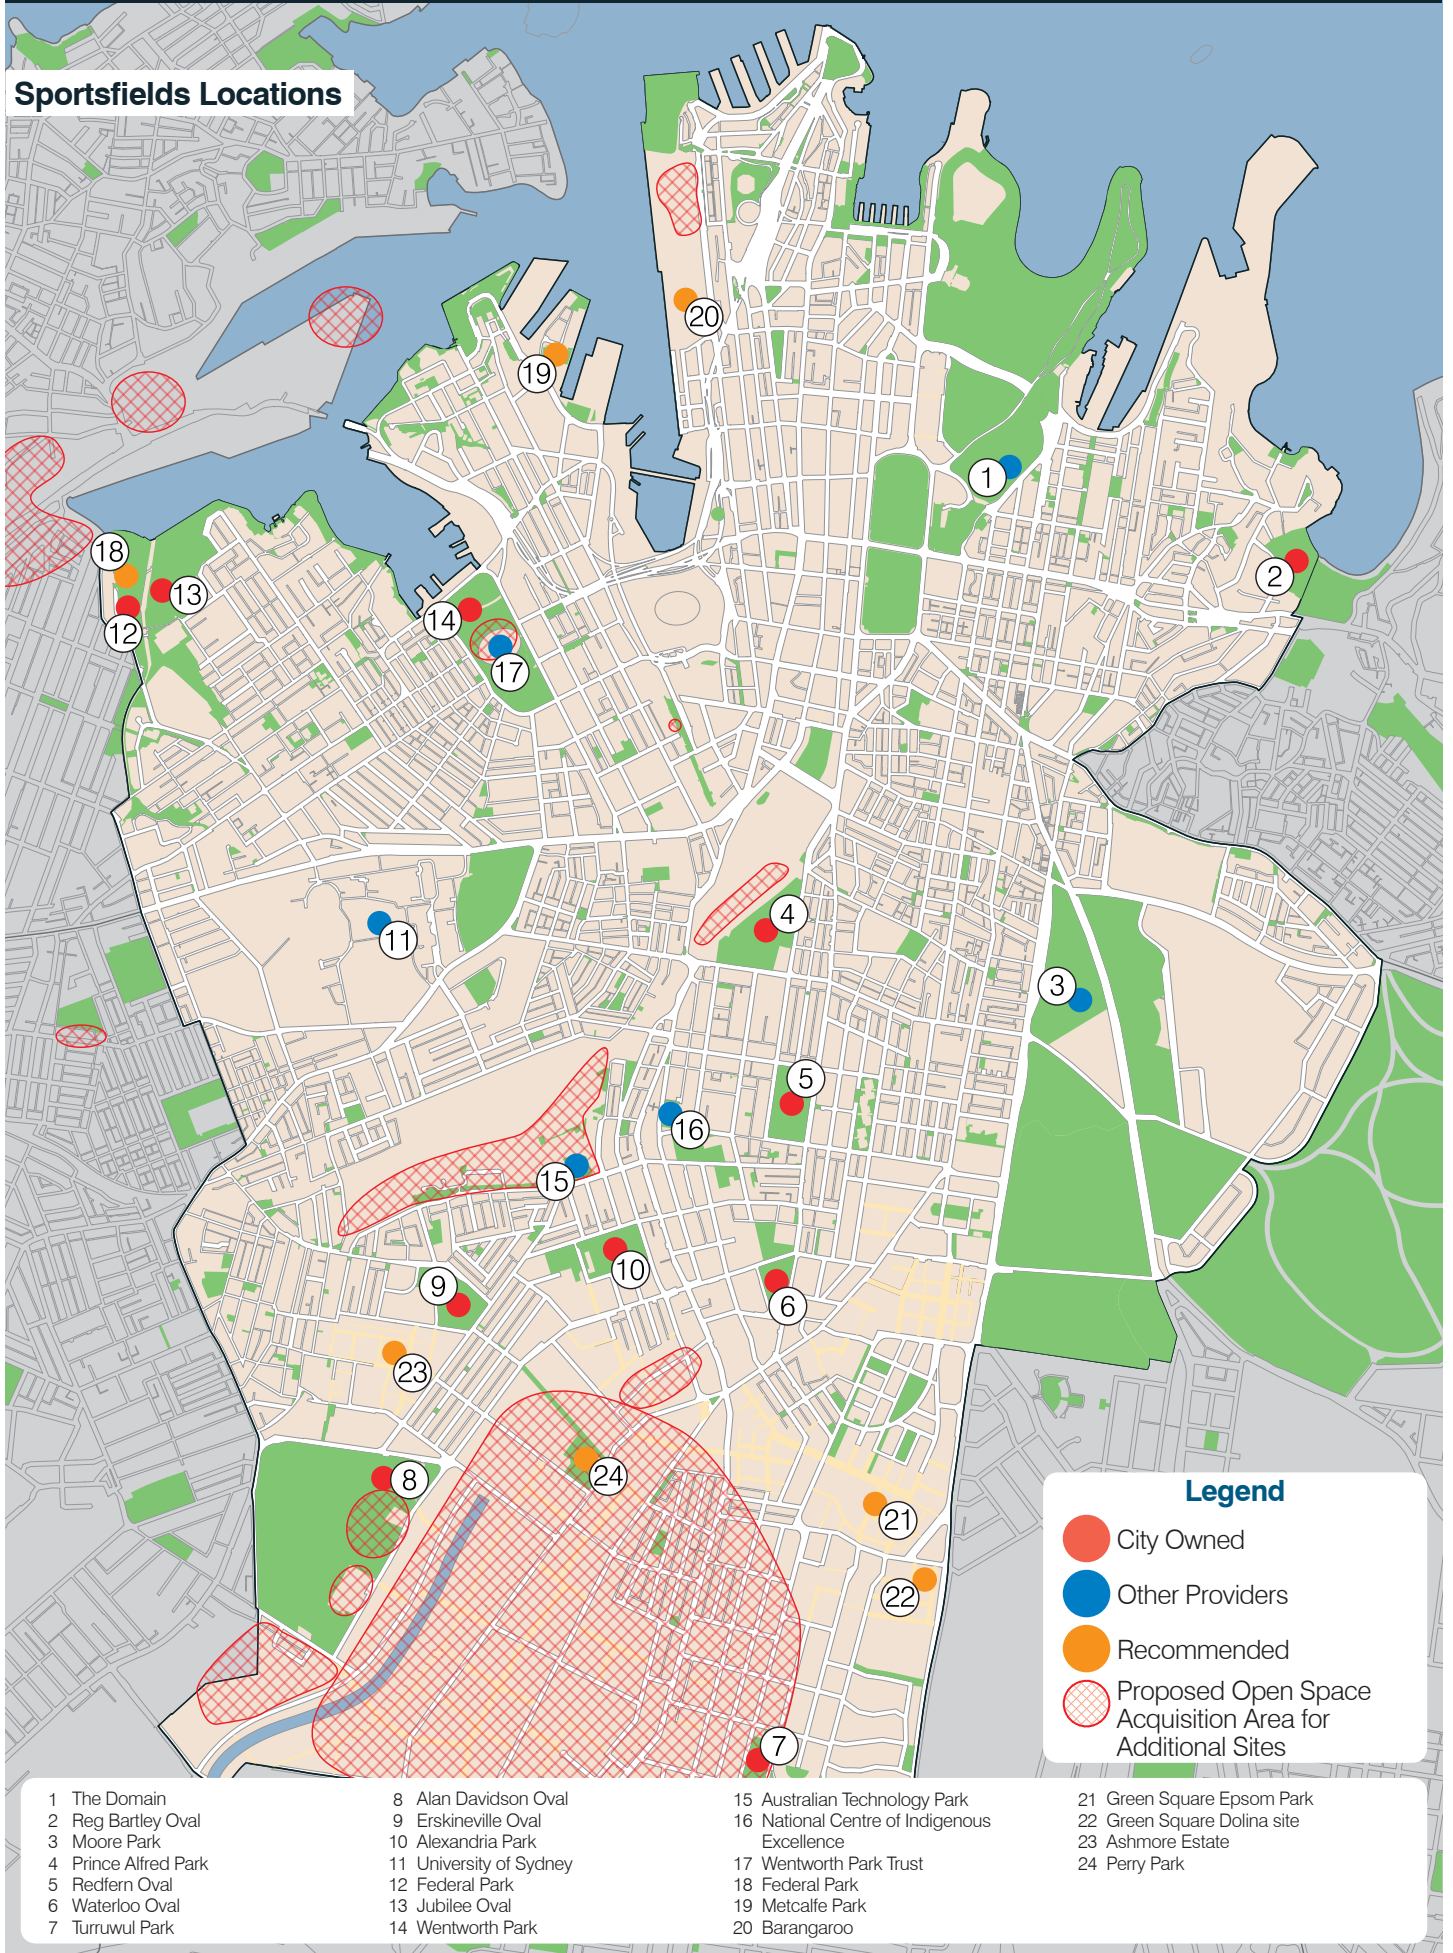 Sportsfields Locations
20
19
1
2
18
13
12
14
17
11
4
3
5
16
15
10
9
6
23
8
24
21
22
7
Legend
City Owned
Other Providers
Recommended
Proposed Open Space
Acquisition Area for
Additional Sites
1 The Domain
2 Reg Bartley Oval
3 Moore Park
4 Prince Alfred Park
5 Redfern Oval
6 Waterloo Oval
7 Turruwul Park
8 Alan Davidson Oval
9 Erskineville Oval
10 Alexandria Park
11 University of Sydney
12 Federal Park
13 Jubilee Oval
14 Wentworth Park
15 Australian Technology Park
16 National Centre of Indigenous
Excellence
17 Wentworth Park Trust
18 Federal Park
19 Metcalfe Park
20 Barangaroo
21 Green Square Epsom Park
22 Green Square Dolina site
23 Ashmore Estate
24 Perry Park